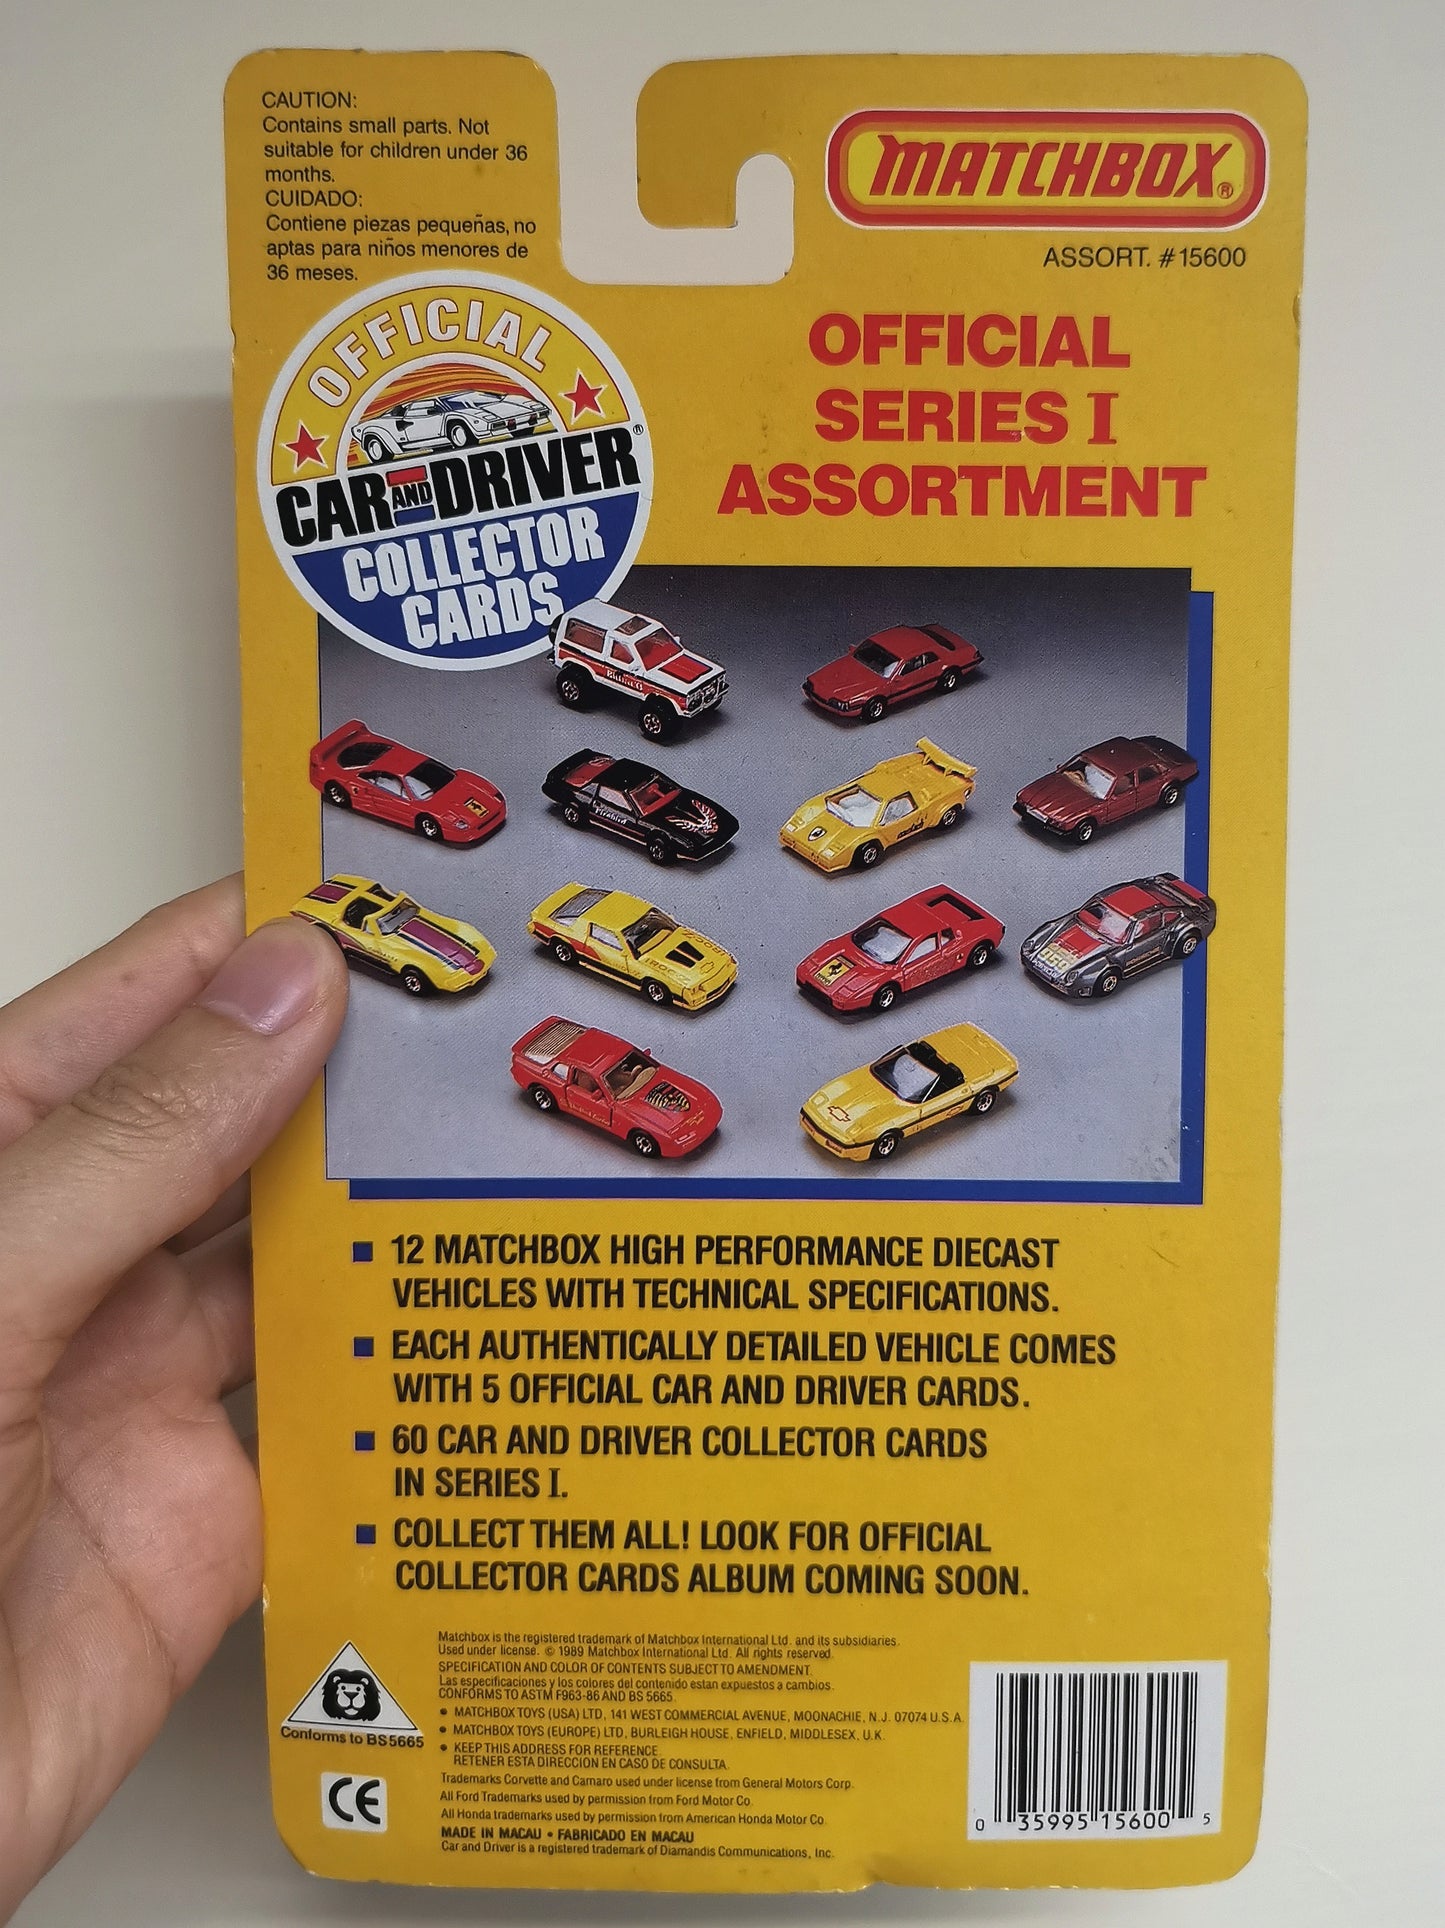 CAUTION:
Contains small parts. Not
suitable for children under 36
months.
CUIDADO:
Contiene piezas pequeñas, no
aptas para niños menores de
36 meses.
MATCHBOX®
ASSORT. #15600
OFFICIAL
CAR AND DRIVER®
COLLECTOR
CARDS
OFFICIAL
SERIES I
ASSORTMENT
Firebird
IROC Z
PORSCHE
■ 12 MATCHBOX HIGH PERFORMANCE DIECAST
VEHICLES WITH TECHNICAL SPECIFICATIONS.
■ EACH AUTHENTICALLY DETAILED VEHICLE COMES
WITH 5 OFFICIAL CAR AND DRIVER CARDS.
■ 60 CAR AND DRIVER COLLECTOR CARDS
IN SERIES I.
■ COLLECT THEM ALL! LOOK FOR OFFICIAL
COLLECTOR CARDS ALBUM COMING SOON.
Matchbox is the registered trademark of Matchbox International Ltd. and its subsidiaries.
Used under license. © 1989 Matchbox International Ltd. All rights reserved.
SPECIFICATION AND COLOR OF CONTENTS SUBJECT TO AMENDMENT.
Las especificaciones y los colores del contenido estan expuestos a cambios.
CONFORMS TO ASTM F963-86 AND BS 5665.
• MATCHBOX TOYS (USA) LTD, 141 WEST COMMERCIAL AVENUE, MOONACHIE, N.J. 07074 U.S.A.
• MATCHBOX TOYS (EUROPE) LTD, BURLEIGH HOUSE, ENFIELD, MIDDLESEX, U.K.
• KEEP THIS ADDRESS FOR REFERENCE.
RETENER ESTA DIRECCION EN CASO DE CONSULTA.
Trademarks Corvette and Camaro used under license from General Motors Corp.
All Ford Trademarks used by permission from Ford Motor Co.
All Honda trademarks used by permission from American Honda Motor Co.
MADE IN MACAU • FABRICADO EN MACAU
Car and Driver is a registered trademark of Diamandis Communications, Inc.
Conforms to BS5665
CE
0 35995 15600 5